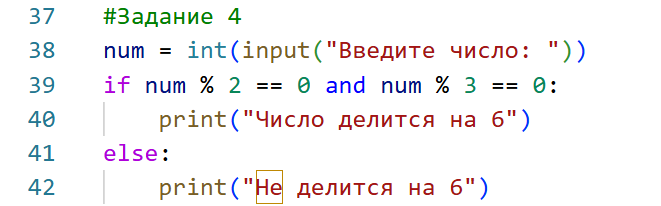 37 #Задание 4
38 num = int(input("Введите число: "))
39 if num % 2 == 0 and num % 3 == 0:
40     print("Число делится на 6")
41 else:
42     print("Не делится на 6")